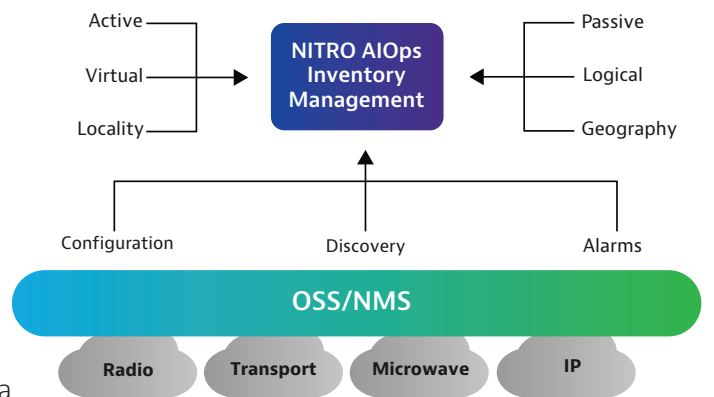 Active
Virtual
Locality
NITRO AIOps
Inventory
Management
Passive
Logical
Geography
Configuration
Discovery
Alarms
OSS/NMS
Radio
Transport
Microwave
IP
a